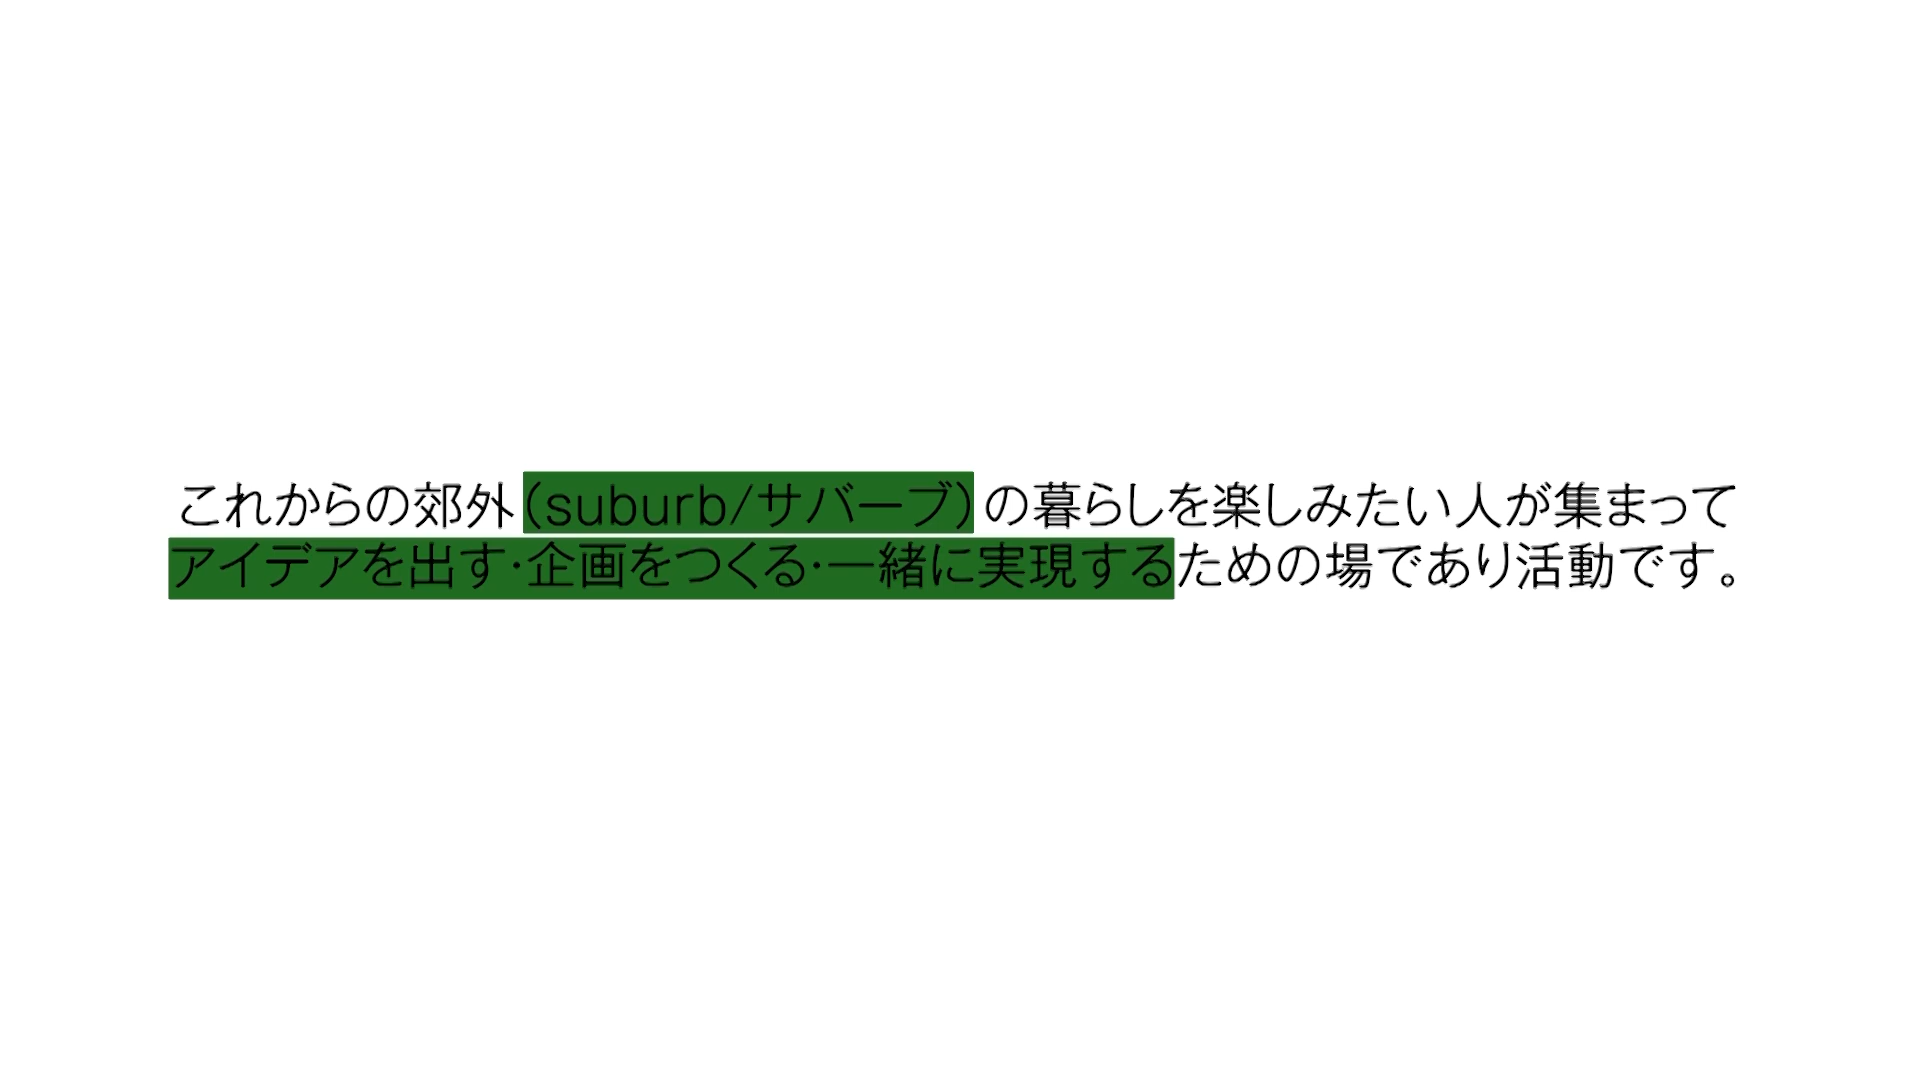 これからの郊外(suburb/サバーブ)の暮らしを楽しみたい人が集まって
アイデアを出す・企画をつくる・一緒に実現するための場であり活動です。